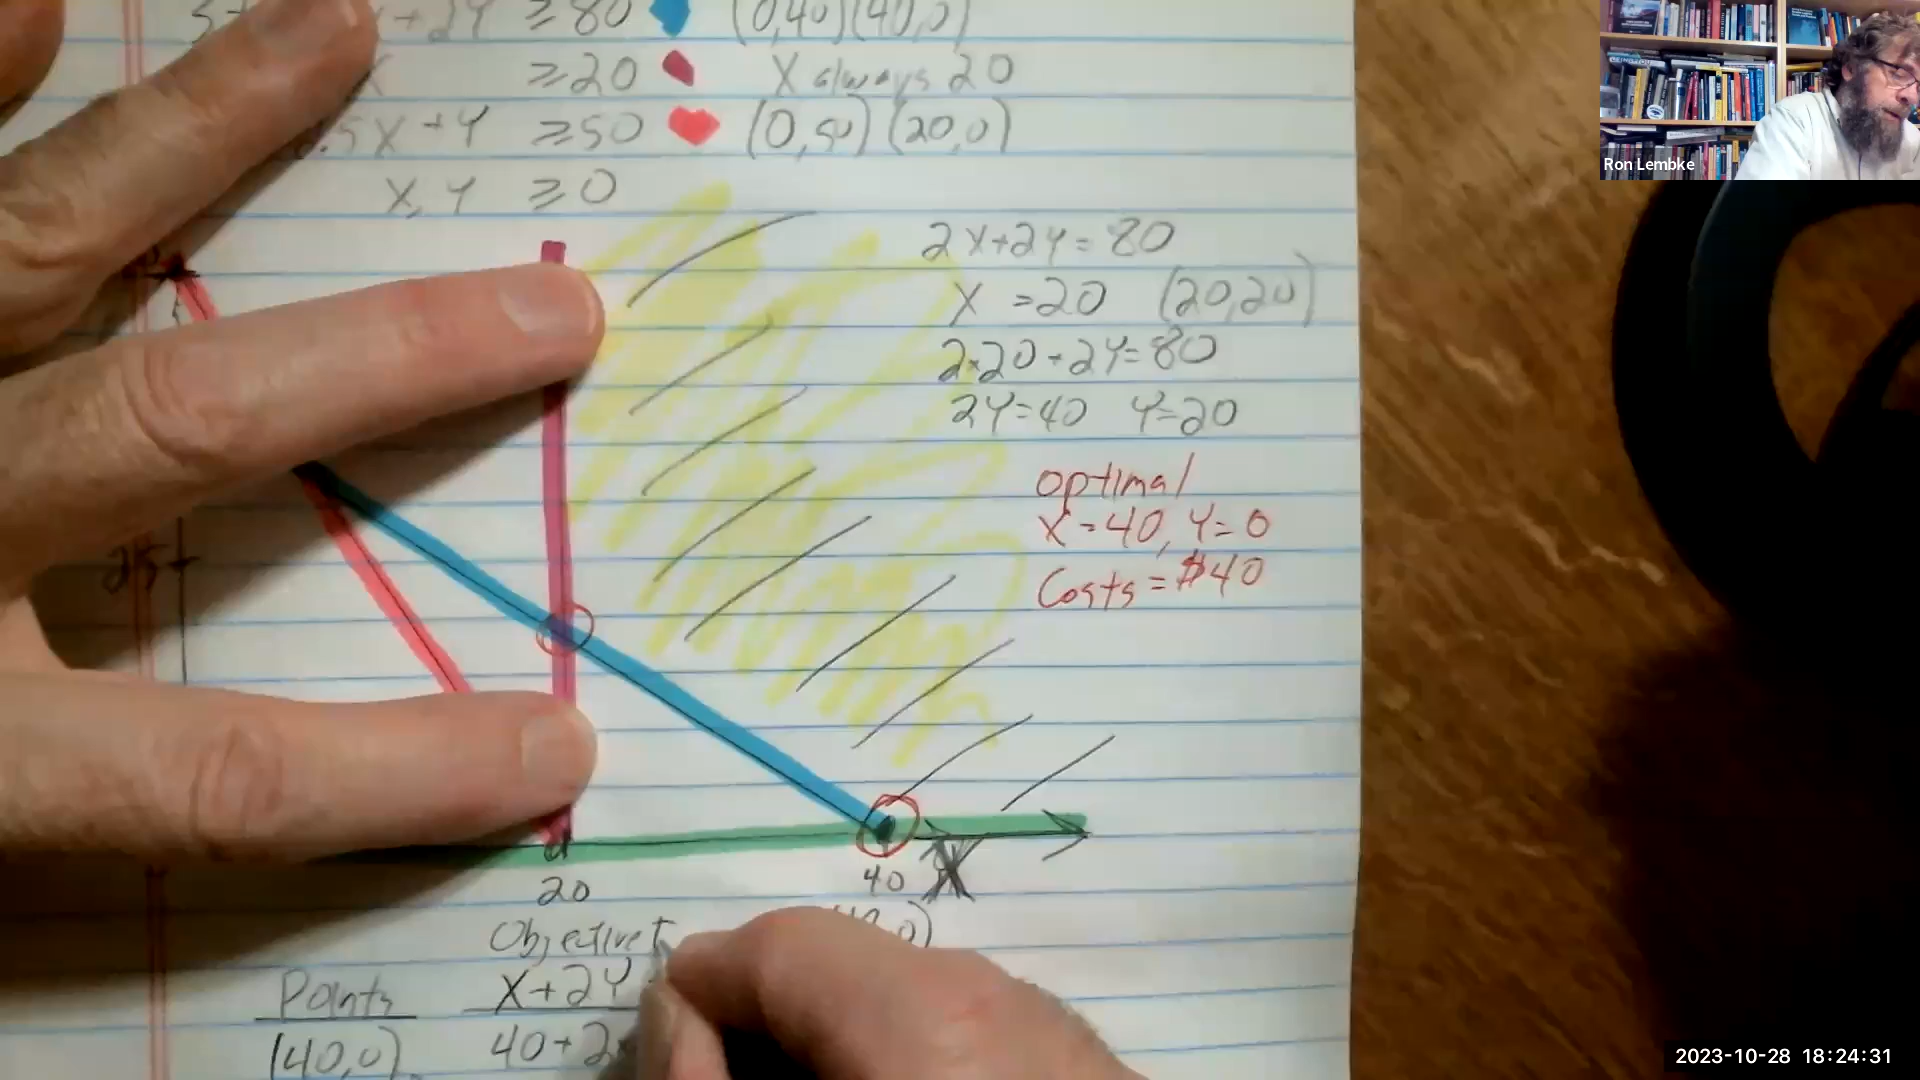 +2Y ≥80 (0,40)(40,0)
X ≥20 X always 20
.5X+Y ≥50 (0,50)(20,0)
X,Y ≥0
2X+2Y=80
X =20 (20,20)
2×20+2Y=80
2Y=40 Y=20
optimal
X=40, Y=0
Costs=$40
25
20
40 X
Objective
Points X+2Y
(40,0) 40+2
Ron Lembke
2023-10-28 18:24:31